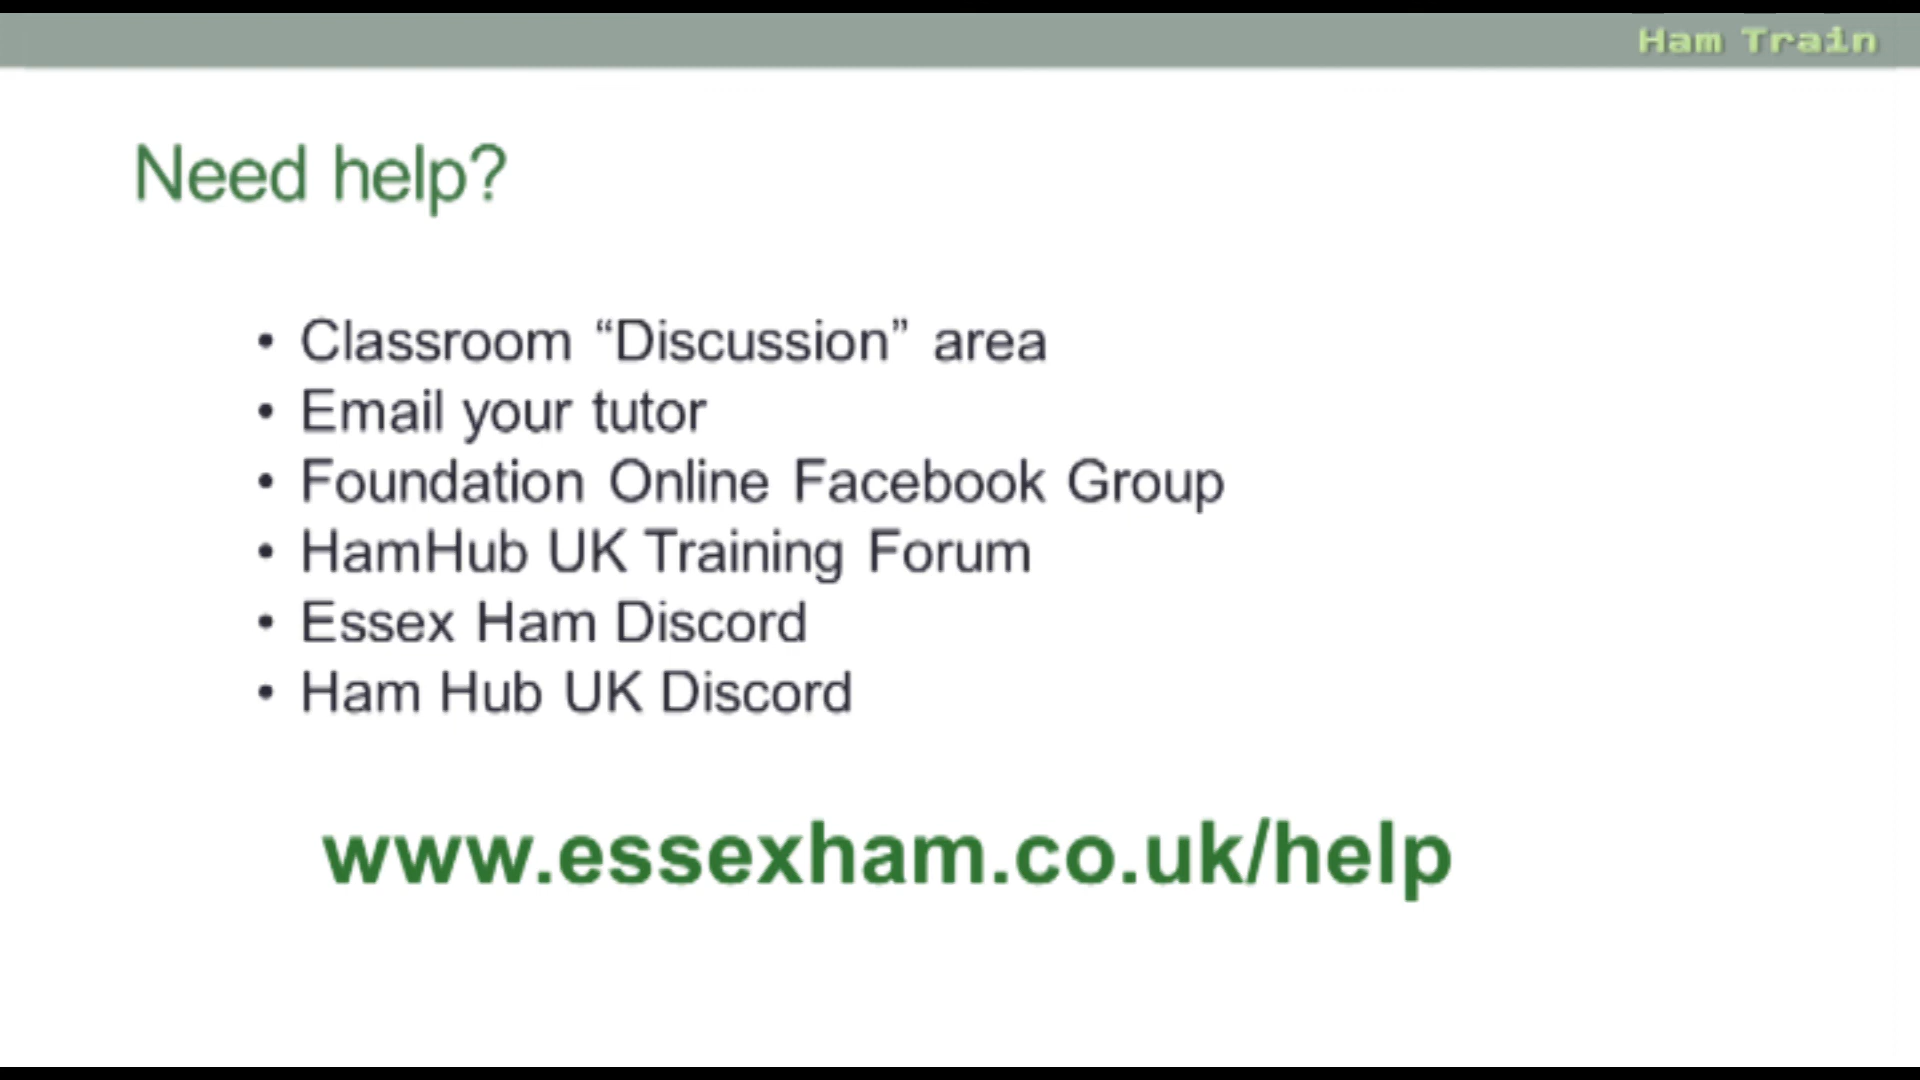 Ham Train
Need help?
• Classroom “Discussion” area
• Email your tutor
• Foundation Online Facebook Group
• HamHub UK Training Forum
• Essex Ham Discord
• Ham Hub UK Discord
www.essexham.co.uk/help